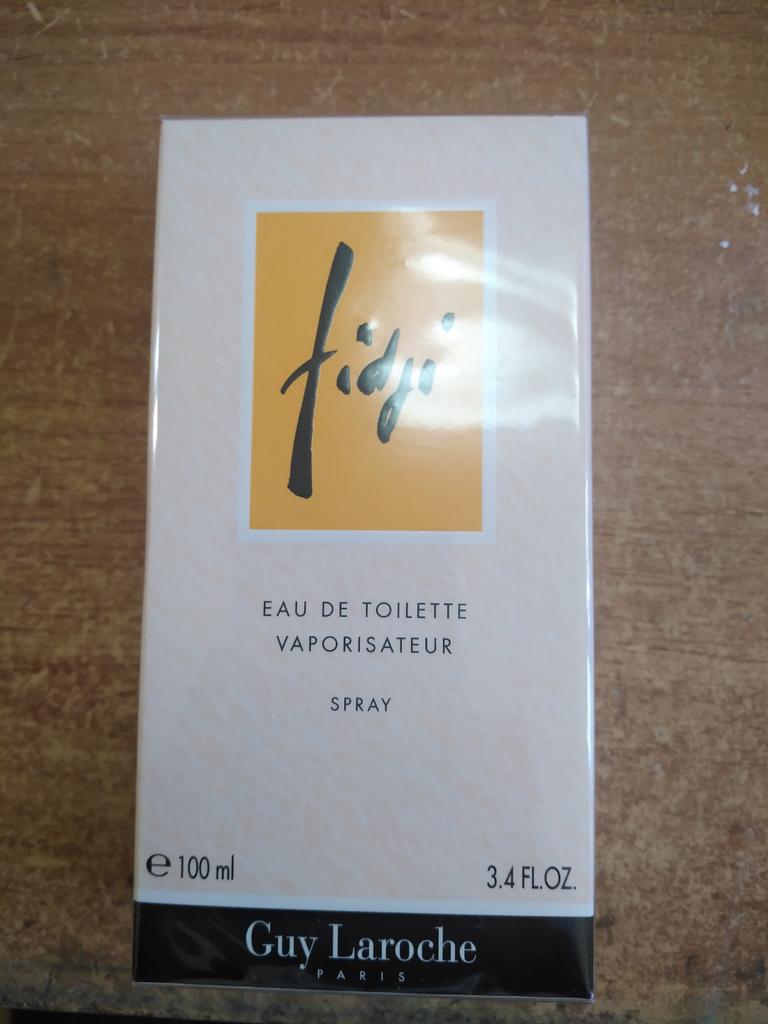 fidji
EAU DE TOILETTE
VAPORISATEUR
SPRAY
℮ 100 ml
3.4 FL.OZ.
Guy Laroche
PARIS